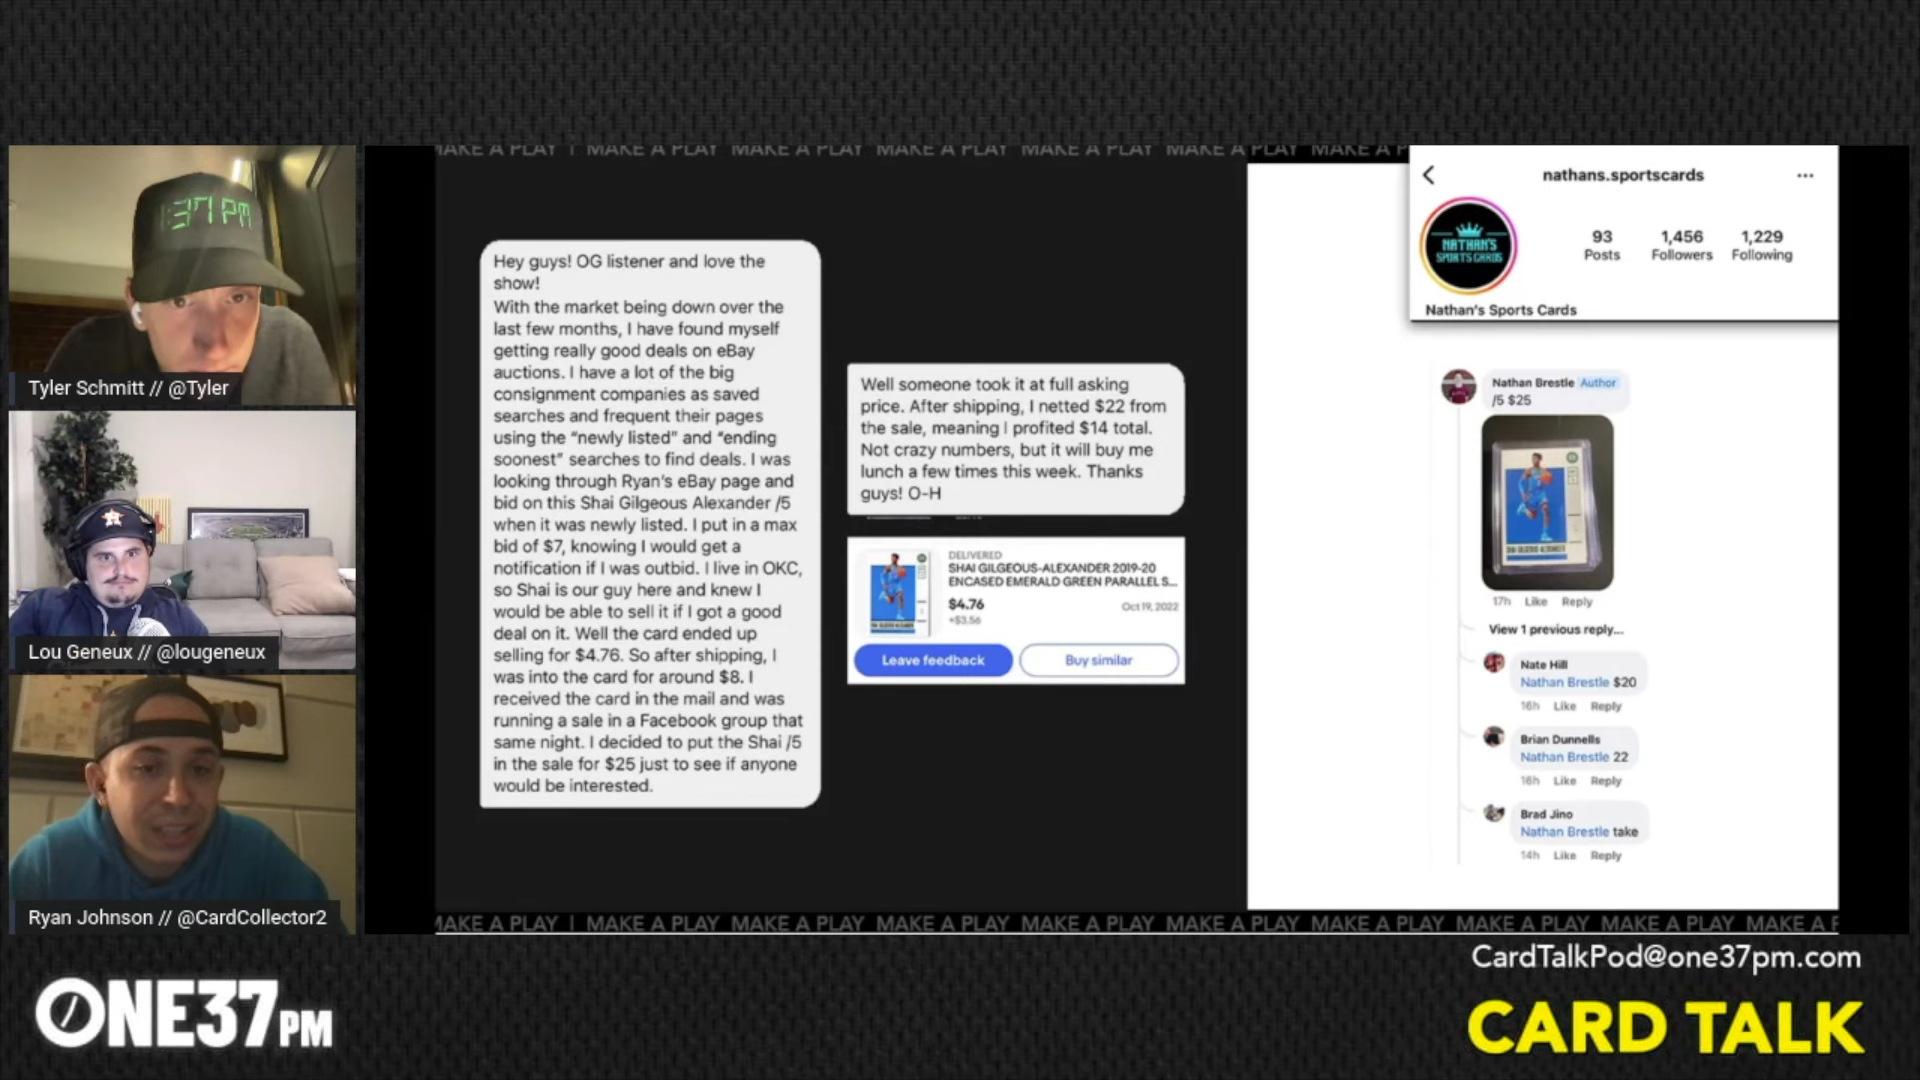 MAKE A PLAY | MAKE A PLAY MAKE A PLAY MAKE A PLAY MAKE A PLAY MAKE A PLAY MAKE A P
1:37 PM
Tyler Schmitt // @Tyler
Lou Geneux // @lougeneux
Ryan Johnson // @CardCollector2
Hey guys! OG listener and love the
show!
With the market being down over the
last few months, I have found myself
getting really good deals on eBay
auctions. I have a lot of the big
consignment companies as saved
searches and frequent their pages
using the “newly listed” and “ending
soonest” searches to find deals. I was
looking through Ryan’s eBay page and
bid on this Shai Gilgeous Alexander /5
when it was newly listed. I put in a max
bid of $7, knowing I would get a
notification if I was outbid. I live in OKC,
so Shai is our guy here and knew I
would be able to sell it if I got a good
deal on it. Well the card ended up
selling for $4.76. So after shipping, I
was into the card for around $8. I
received the card in the mail and was
running a sale in a Facebook group that
same night. I decided to put the Shai /5
in the sale for $25 just to see if anyone
would be interested.
Well someone took it at full asking
price. After shipping, I netted $22 from
the sale, meaning I profited $14 total.
Not crazy numbers, but it will buy me
lunch a few times this week. Thanks
guys! O-H
DELIVERED
SHAI GILGEOUS-ALEXANDER 2019-20
ENCASED EMERALD GREEN PARALLEL S...
$4.76
Oct 19, 2022
+$3.56
Leave feedback
Buy similar
nathans.sportscards
NATHAN'S
SPORTS CARDS
93
Posts
1,456
Followers
1,229
Following
Nathan's Sports Cards
Nathan Brestle Author
/5 $25
SHAI GILGEOUS-ALEXANDER
17h Like Reply
View 1 previous reply...
Nate Hill
Nathan Brestle $20
16h Like Reply
Brian Dunnells
Nathan Brestle 22
16h Like Reply
Brad Jino
Nathan Brestle take
14h Like Reply
MAKE A PLAY | MAKE A PLAY MAKE A PLAY MAKE A PLAY MAKE A PLAY MAKE A PLAY MAKE A PLAY MAKE A PLAY MAKE A P
ONE37PM
CardTalkPod@one37pm.com
CARD TALK